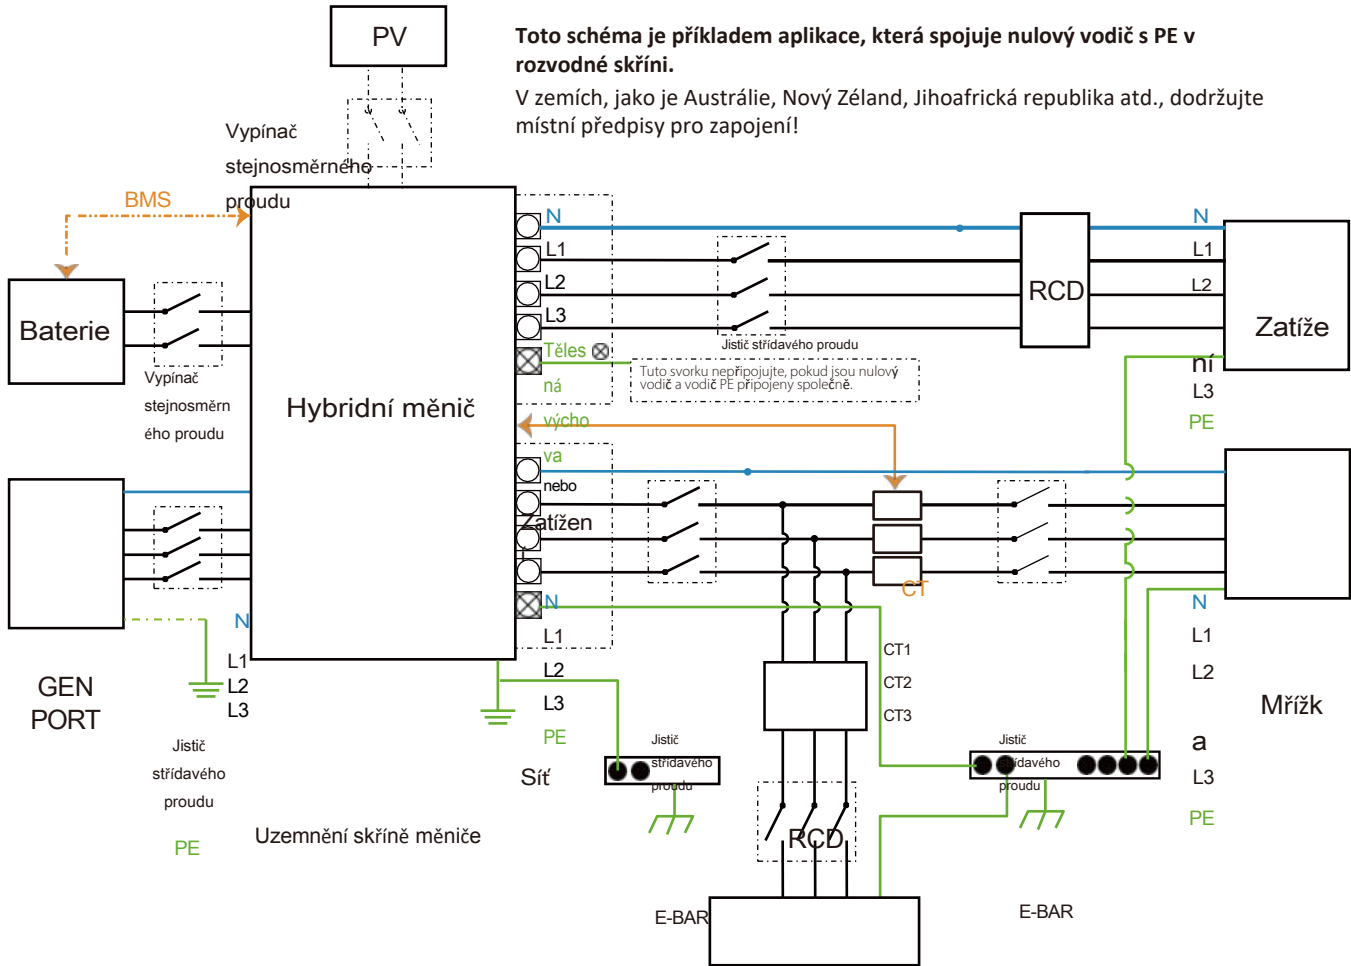 PV
Toto schéma je příkladem aplikace, která spojuje nulový vodič s PE v
rozvodné skříni.
V zemích, jako je Austrálie, Nový Zéland, Jihoafrická republika atd., dodržujte
místní předpisy pro zapojení!
Vypínač
stejnosměrného
proudu
BMS
Baterie
Vypínač
stejnosměrn
ého proudu
Hybridní měnič
N
L1
L2
L3
Těles
ná
výcho
va
nebo
Zatížen
í
N
L1
L2
L3
PE
Síť
Jistič střídavého proudu
Tuto svorku nepřipojujte, pokud jsou nulový
vodič a vodič PE připojeny společně.
RCD
N
L1
L2
Zatíže
ní
L3
PE
CT
CT1
CT2
CT3
N
L1
L2
Mřížk
a
L3
PE
N
L1
L2
L3
GEN
PORT
Jistič
střídavého
proudu
PE
Uzemnění skříně měniče
Jistič
střídavého
proudu
RCD
Jistič
střídavého
proudu
E-BAR
E-BAR